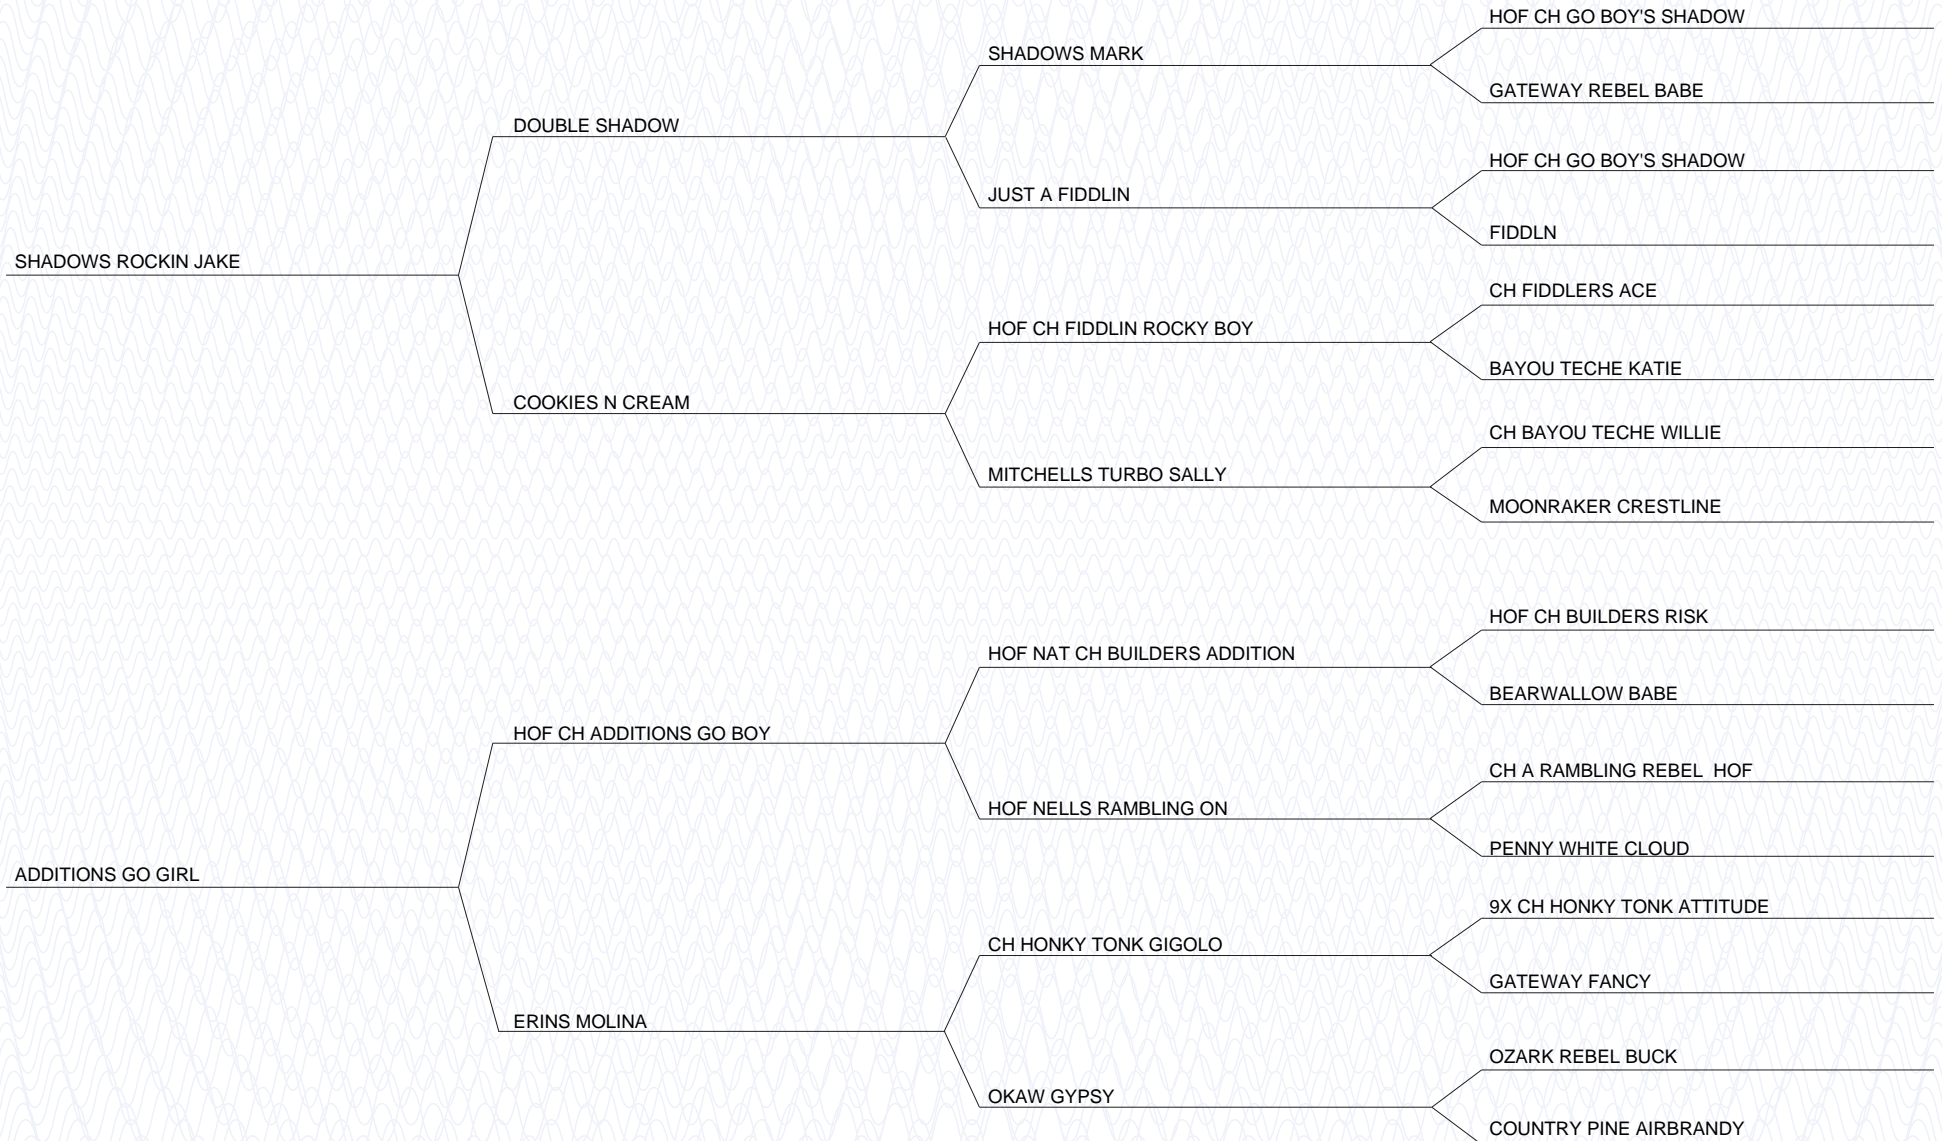 HOF CH GO BOY'S SHADOW
SHADOWS MARK
GATEWAY REBEL BABE
DOUBLE SHADOW
HOF CH GO BOY'S SHADOW
JUST A FIDDLIN
FIDDLN
SHADOWS ROCKIN JAKE
CH FIDDLERS ACE
HOF CH FIDDLIN ROCKY BOY
BAYOU TECHE KATIE
COOKIES N CREAM
CH BAYOU TECHE WILLIE
MITCHELLS TURBO SALLY
MOONRAKER CRESTLINE
HOF CH BUILDERS RISK
HOF NAT CH BUILDERS ADDITION
BEARWALLOW BABE
HOF CH ADDITIONS GO BOY
CH A RAMBLING REBEL  HOF
HOF NELLS RAMBLING ON
PENNY WHITE CLOUD
ADDITIONS GO GIRL
9X CH HONKY TONK ATTITUDE
CH HONKY TONK GIGOLO
GATEWAY FANCY
ERINS MOLINA
OZARK REBEL BUCK
OKAW GYPSY
COUNTRY PINE AIRBRANDY